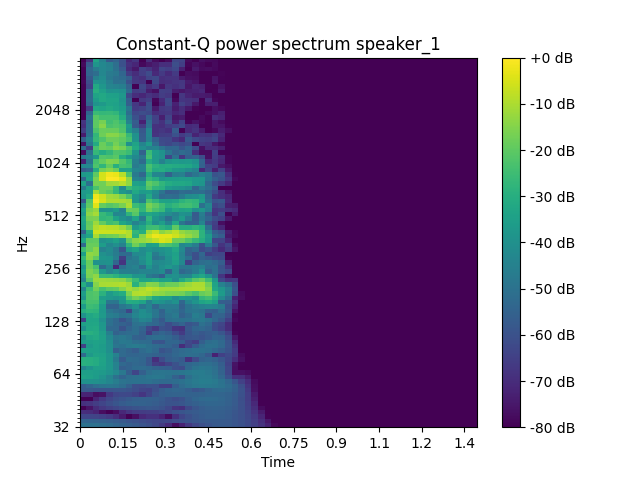 Constant-Q power spectrum speaker_1
+0 dB
-10 dB
-20 dB
-30 dB
-40 dB
-50 dB
-60 dB
-70 dB
-80 dB
2048
1024
512
256
128
64
32
Hz
0 0.15 0.3 0.45 0.6 0.75 0.9 1.1 1.2 1.4
Time